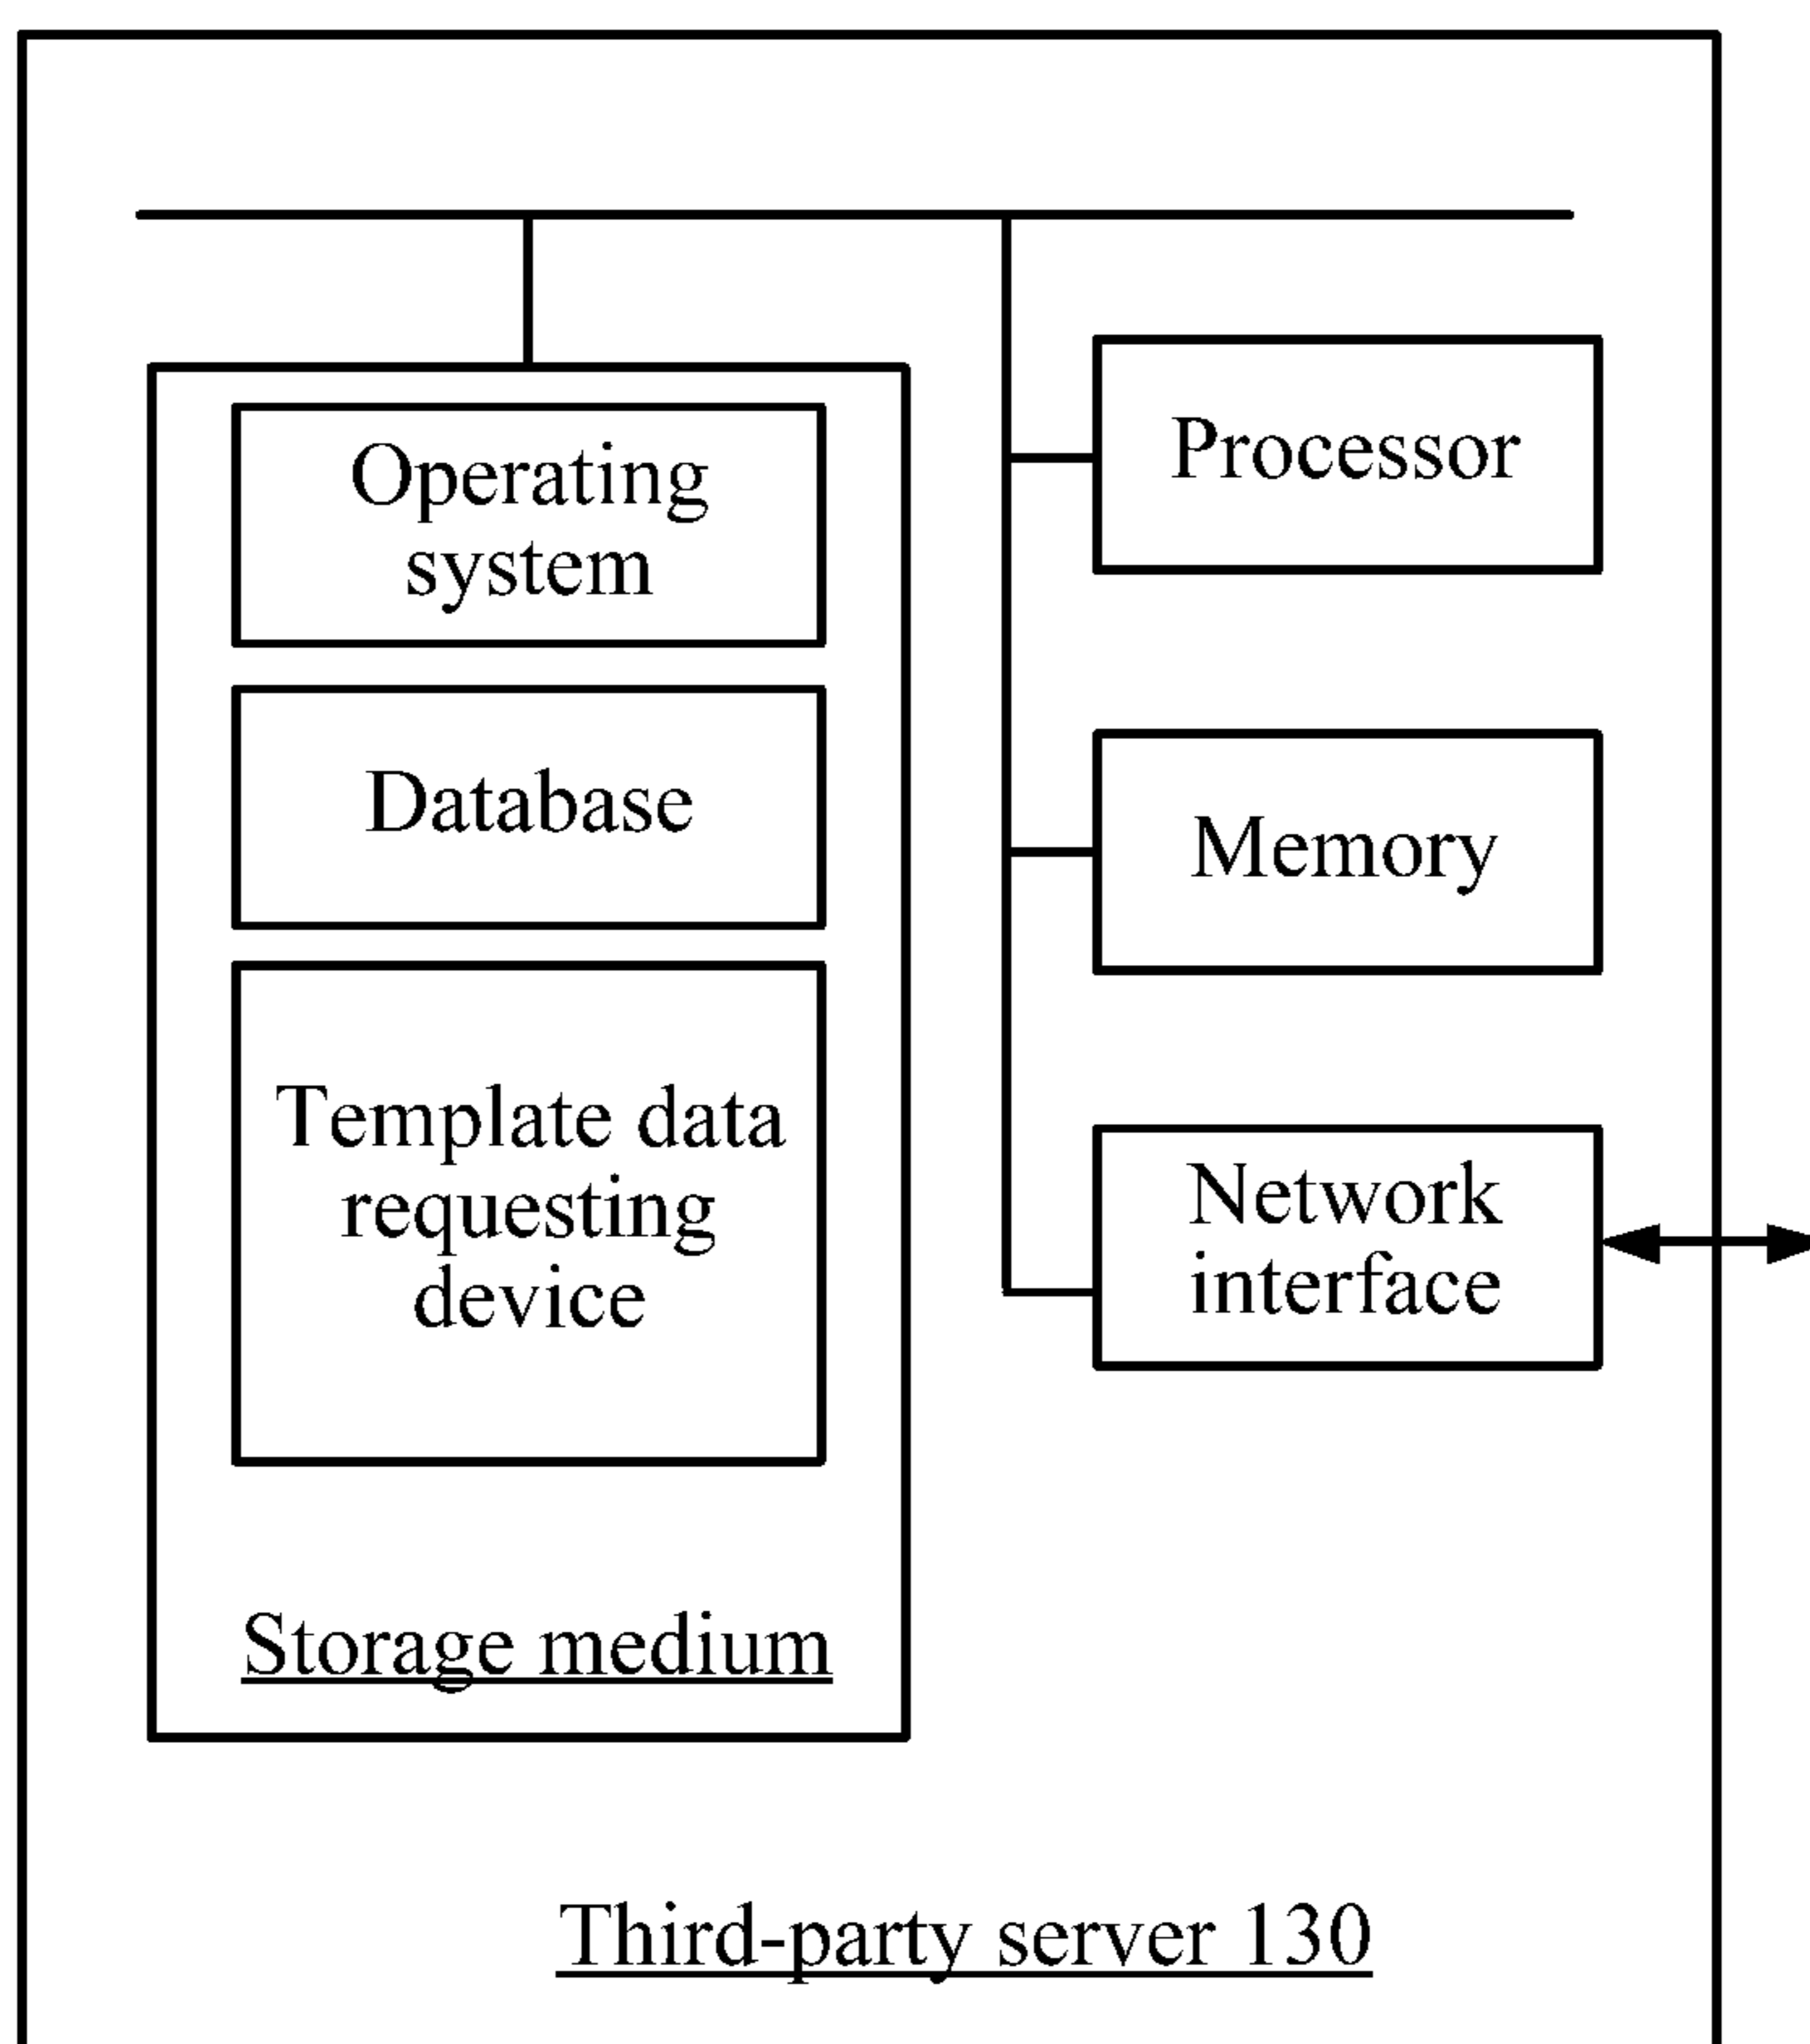 Operating
system
Database
Template data
requesting
device
Storage medium
Processor
Memory
Network
interface
Third-party server 130